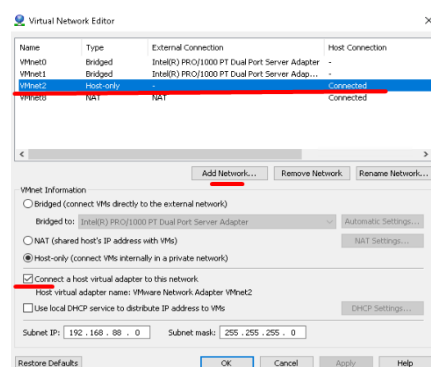 Virtual Network Editor
Name Type External Connection Host Connection
VMnet0 Bridged Intel(R) PRO/1000 PT Dual Port Server Adapter -
VMnet1 Bridged Intel(R) PRO/1000 PT Dual Port Server Adap... -
VMnet2 Host-only - Connected
VMnet8 NAT NAT Connected
Add Network... Remove Network Rename Network...
VMnet Information
Bridged (connect VMs directly to the external network)
Bridged to: Intel(R) PRO/1000 PT Dual Port Server Adapter Automatic Settings...
NAT (shared host's IP address with VMs) NAT Settings...
Host-only (connect VMs internally in a private network)
Connect a host virtual adapter to this network
Host virtual adapter name: VMware Network Adapter VMnet2
Use local DHCP service to distribute IP address to VMs DHCP Settings...
Subnet IP: 192 . 168 . 88 . 0 Subnet mask: 255 . 255 . 255 . 0
Restore Defaults OK Cancel Apply Help